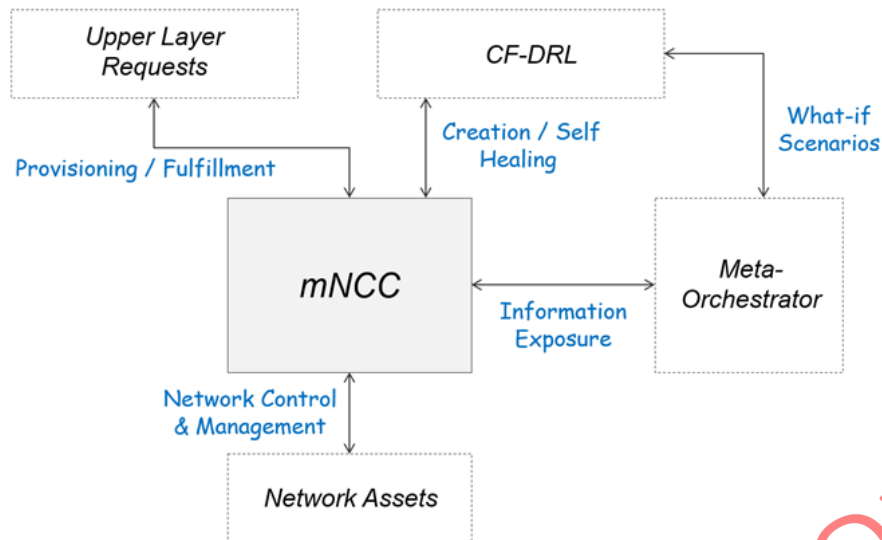 Upper Layer
Requests
CF-DRL
What-if
Scenarios
Creation / Self
Healing
Provisioning / Fulfillment
mNCC
Meta-
Orchestrator
Information
Exposure
Network Control
& Management
Network Assets